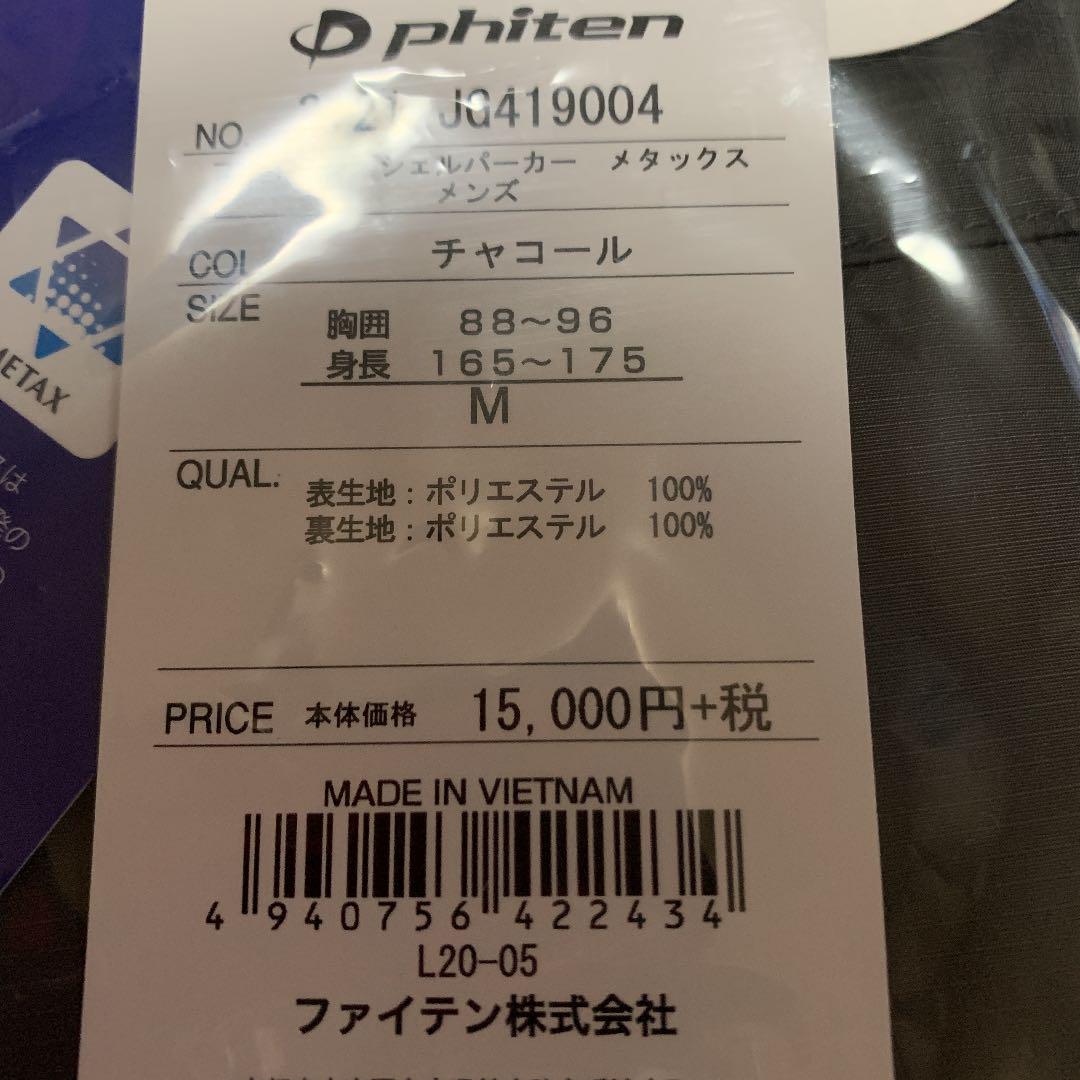 phiten
NO. JG419004
シェルパーカー メタックス
メンズ
COL チャコール
SIZE
胸囲 88～96
身長 165～175
M
QUAL.
表生地：ポリエステル 100%
裏生地：ポリエステル 100%
PRICE 本体価格 15,000円+税
MADE IN VIETNAM
4 940756 422434
L20-05
ファイテン株式会社
METAX
は
の